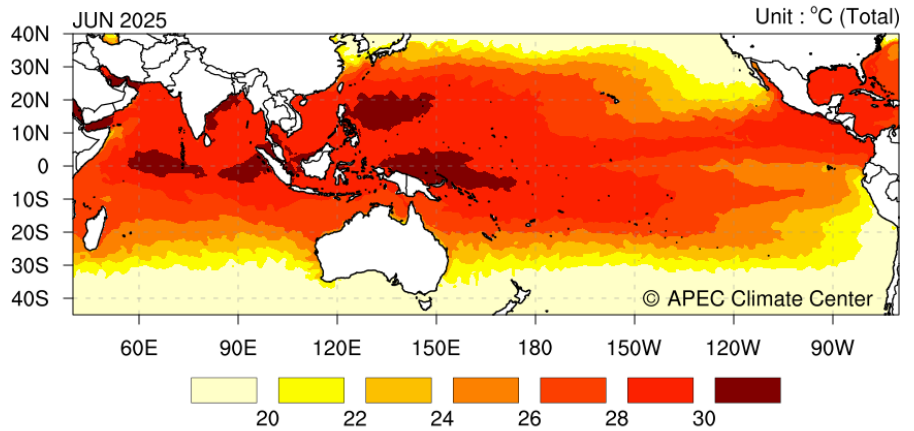 JUN 2025
Unit : °C (Total)
40N
30N
20N
10N
0
10S
20S
30S
40S
© APEC Climate Center
60E 90E 120E 150E 180 150W 120W 90W
20 22 24 26 28 30